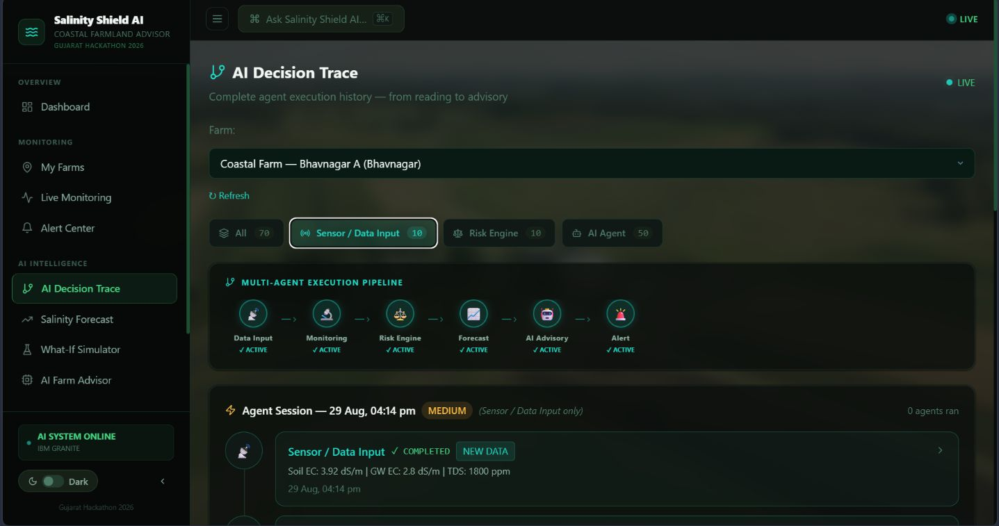 Salinity Shield AI
COASTAL FARMLAND ADVISOR
GUJARAT HACKATHON 2026
OVERVIEW
Dashboard
MONITORING
My Farms
Live Monitoring
Alert Center
AI INTELLIGENCE
AI Decision Trace
Salinity Forecast
What-If Simulator
AI Farm Advisor
AI SYSTEM ONLINE
IBM GRANITE
Dark
Gujarat Hackathon 2026
⌘ Ask Salinity Shield AI... ⌘K
LIVE
AI Decision Trace
Complete agent execution history — from reading to advisory
LIVE
Farm:
Coastal Farm — Bhavnagar A (Bhavnagar)
↻ Refresh
All 70 Sensor / Data Input 10 Risk Engine 10 AI Agent 50
MULTI-AGENT EXECUTION PIPELINE
Data Input Monitoring Risk Engine Forecast AI Advisory Alert
✓ ACTIVE ✓ ACTIVE ✓ ACTIVE ✓ ACTIVE ✓ ACTIVE ✓ ACTIVE
Agent Session — 29 Aug, 04:14 pm MEDIUM (Sensor / Data Input only) 0 agents ran
Sensor / Data Input ✓ COMPLETED NEW DATA
Soil EC: 3.92 dS/m | GW EC: 2.8 dS/m | TDS: 1800 ppm
29 Aug, 04:14 pm